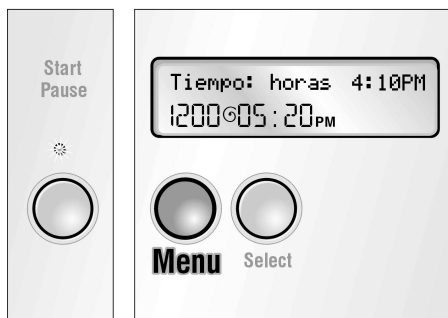 Start
Pause
Tiempo: horas 4:10PM
1200 05:20PM
Menu
Select